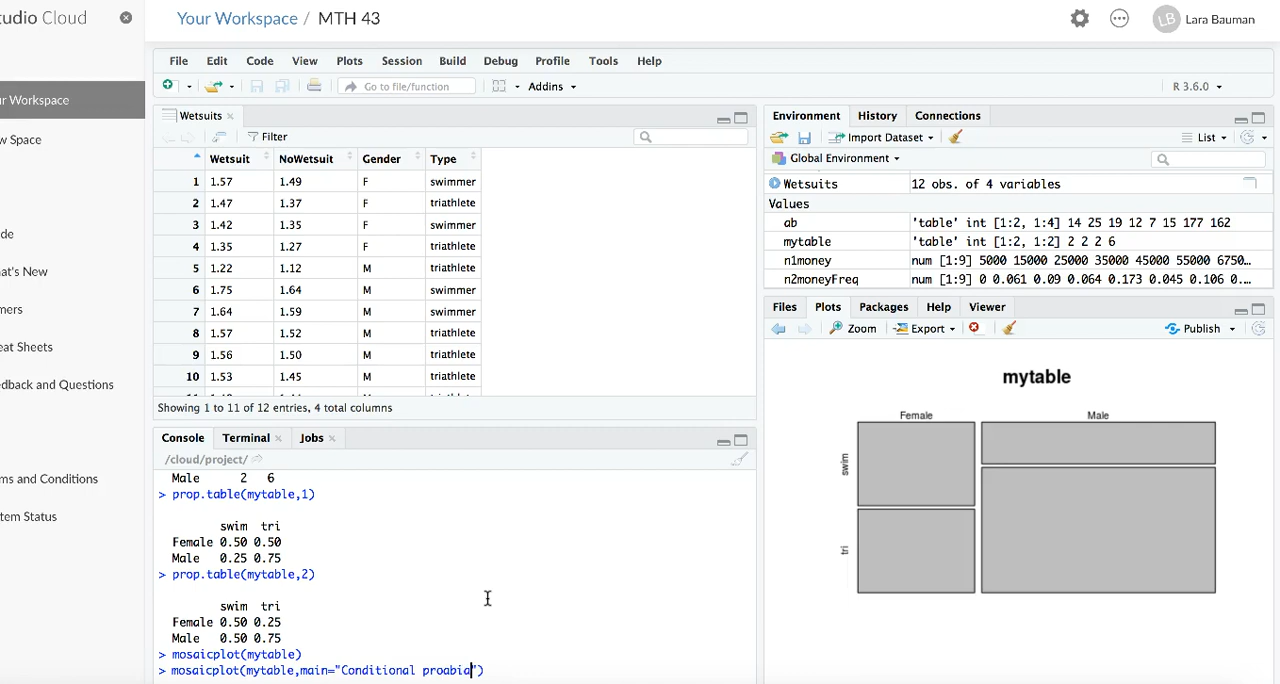 tudio Cloud
Your Workspace / MTH 43
LB Lara Bauman
File Edit Code View Plots Session Build Debug Profile Tools Help
Go to file/function Addins R 3.6.0
r Workspace
w Space
de
at's New
mers
eat Sheets
edback and Questions
ms and Conditions
tem Status
Wetsuits
Filter
Wetsuit NoWetsuit Gender Type
1 1.57 1.49 F swimmer
2 1.47 1.37 F triathlete
3 1.42 1.35 F swimmer
4 1.35 1.27 F triathlete
5 1.22 1.12 M triathlete
6 1.75 1.64 M swimmer
7 1.64 1.59 M swimmer
8 1.57 1.52 M triathlete
9 1.56 1.50 M triathlete
10 1.53 1.45 M triathlete
Showing 1 to 11 of 12 entries, 4 total columns
Console Terminal Jobs
/cloud/project/
Male 2 6
> prop.table(mytable,1)
swim tri
Female 0.50 0.50
Male 0.25 0.75
> prop.table(mytable,2)
swim tri
Female 0.50 0.25
Male 0.50 0.75
> mosaicplot(mytable)
> mosaicplot(mytable,main="Conditional proabia")
Environment History Connections
Import Dataset List
Global Environment
Wetsuits 12 obs. of 4 variables
Values
ab 'table' int [1:2, 1:4] 14 25 19 12 7 15 177 162
mytable 'table' int [1:2, 1:2] 2 2 2 6
n1money num [1:9] 5000 15000 25000 35000 45000 55000 6750…
n2moneyFreq num [1:9] 0 0.061 0.09 0.064 0.173 0.045 0.106 0.…
Files Plots Packages Help Viewer
Zoom Export Publish
mytable
Female Male
swim
tri